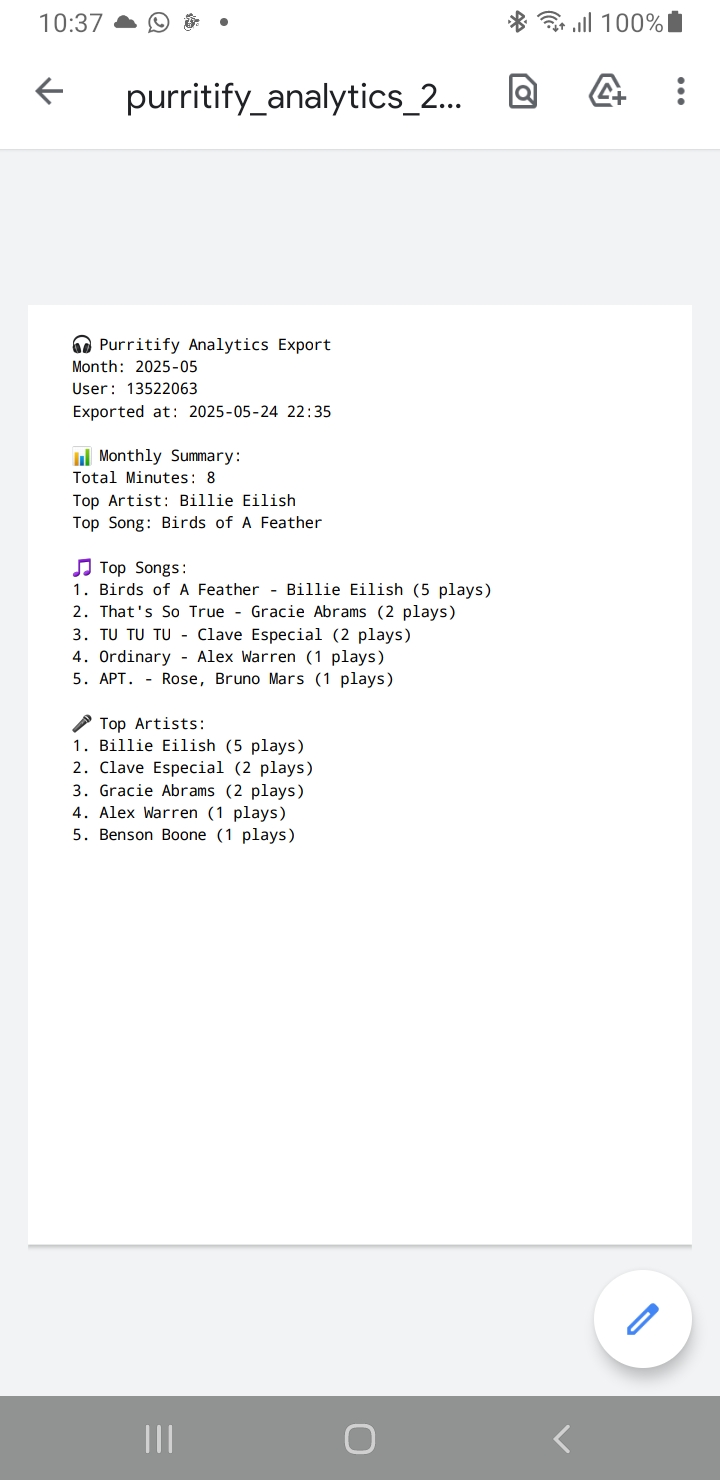 10:37 100%
purritify_analytics_2...
🎧 Purritify Analytics Export
Month: 2025-05
User: 13522063
Exported at: 2025-05-24 22:35
📊 Monthly Summary:
Total Minutes: 8
Top Artist: Billie Eilish
Top Song: Birds of A Feather
🎵 Top Songs:
1. Birds of A Feather - Billie Eilish (5 plays)
2. That's So True - Gracie Abrams (2 plays)
3. TU TU TU - Clave Especial (2 plays)
4. Ordinary - Alex Warren (1 plays)
5. APT. - Rose, Bruno Mars (1 plays)
🎤 Top Artists:
1. Billie Eilish (5 plays)
2. Clave Especial (2 plays)
3. Gracie Abrams (2 plays)
4. Alex Warren (1 plays)
5. Benson Boone (1 plays)